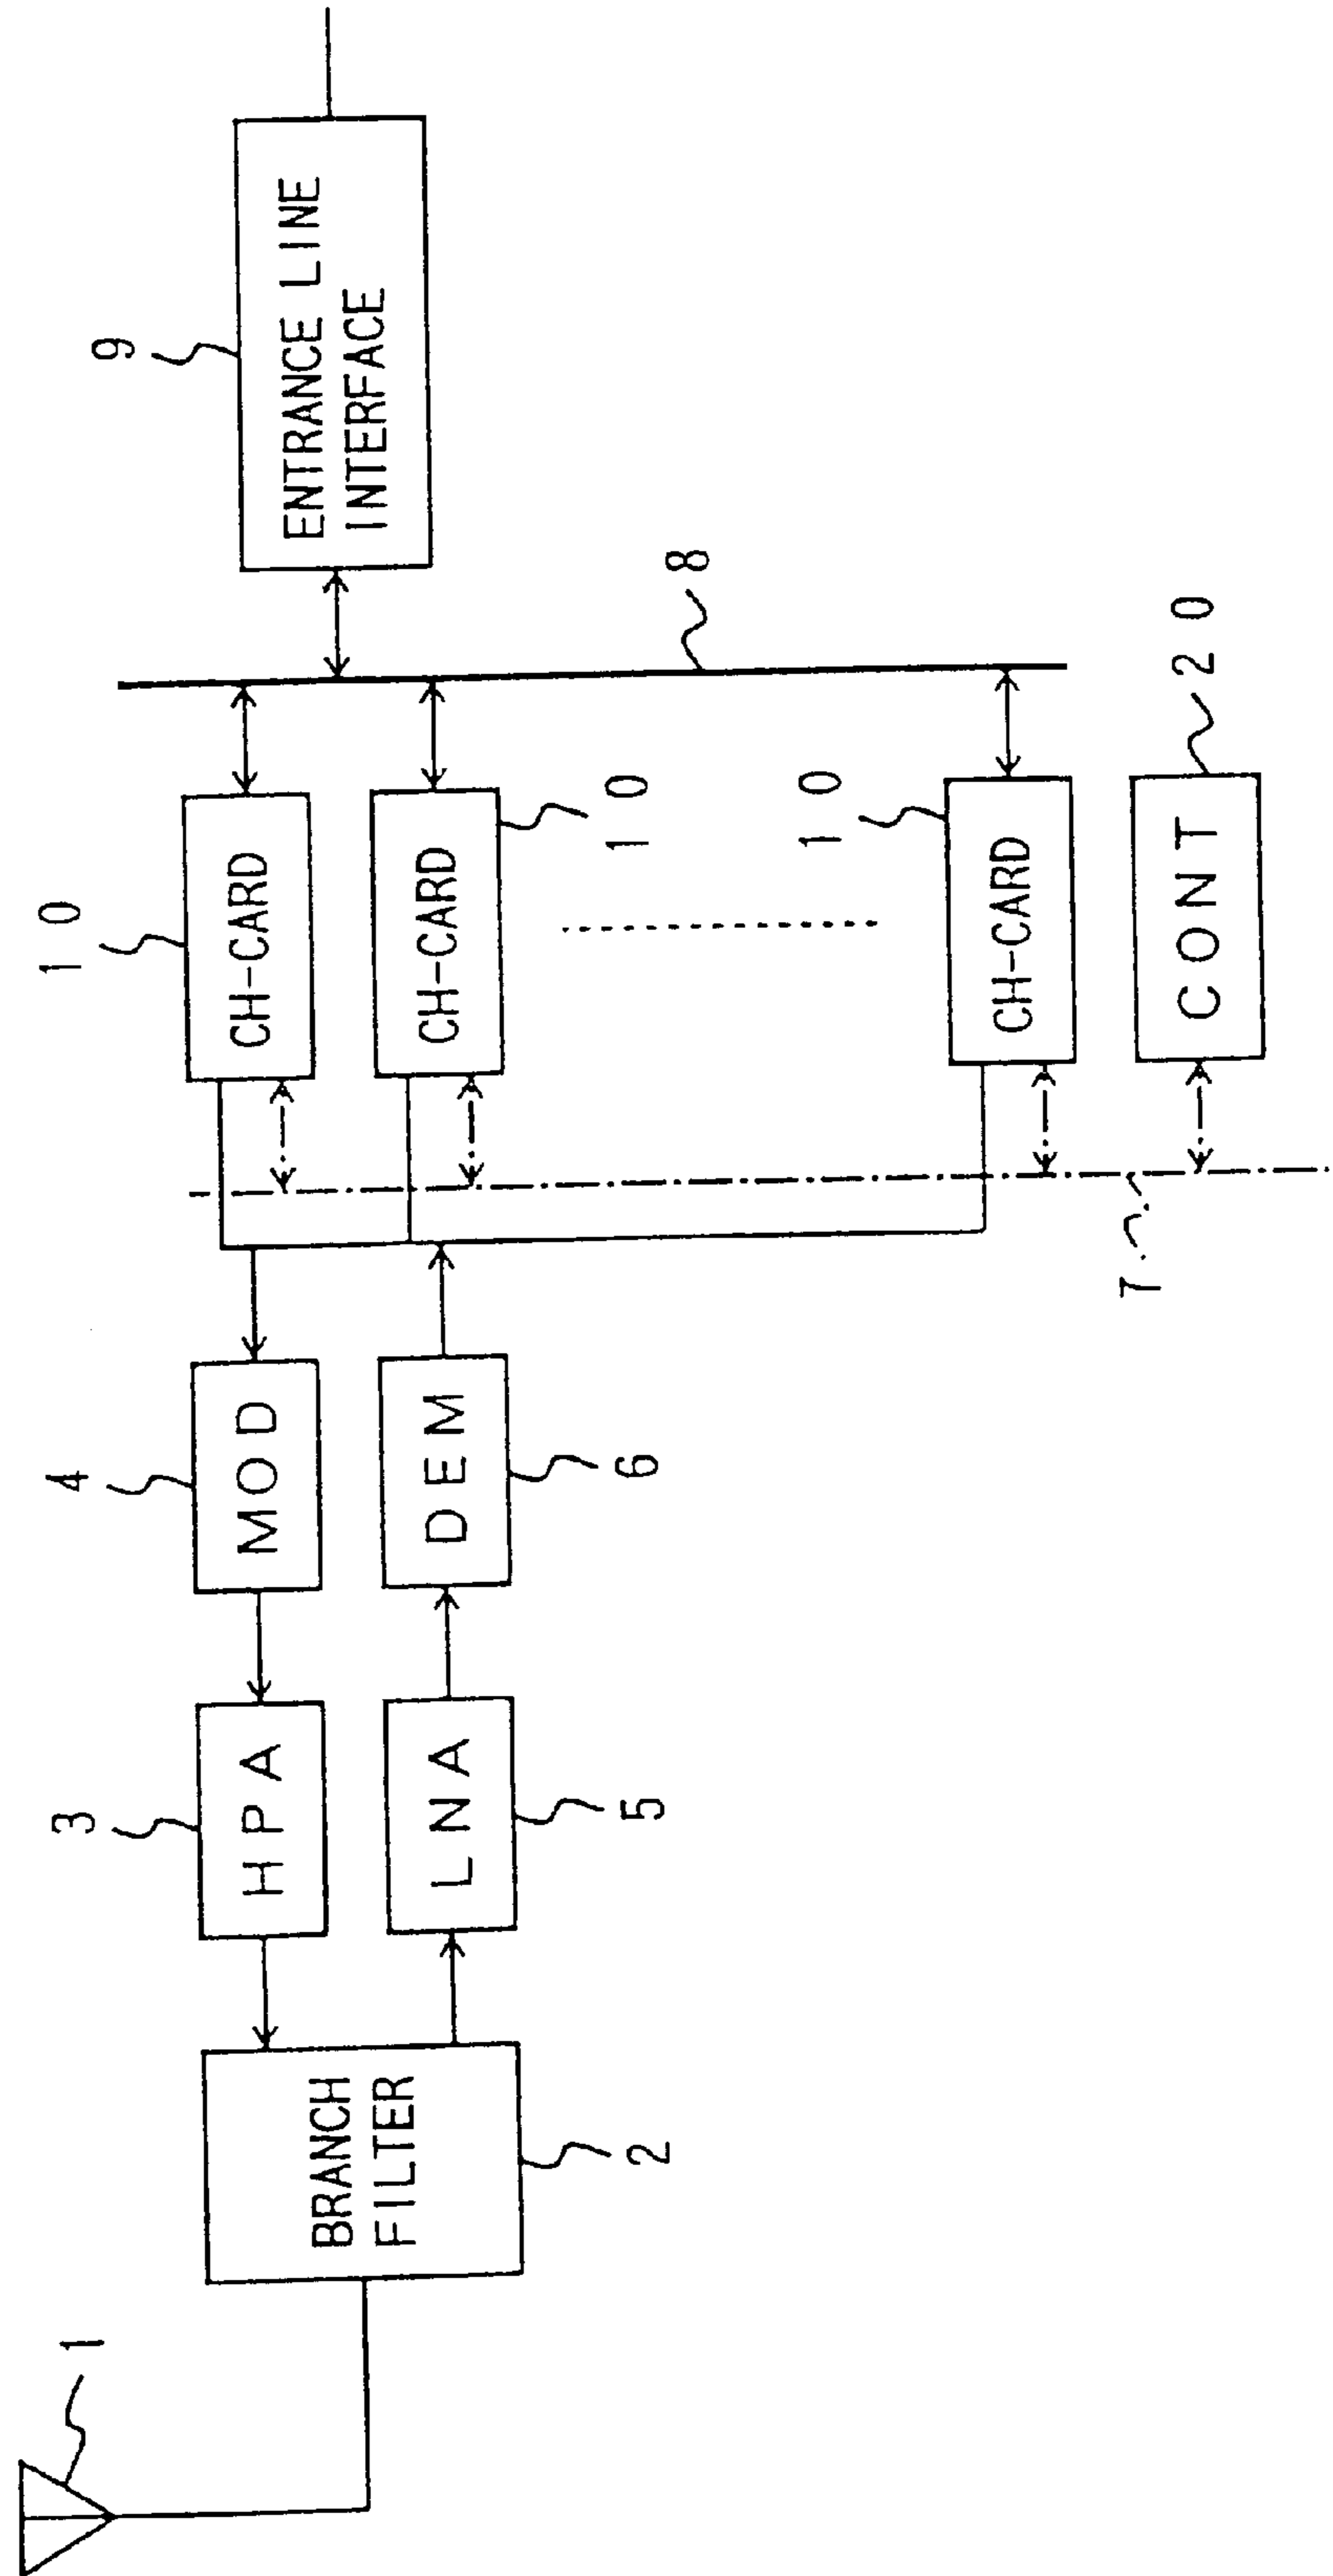 1
BRANCH
FILTER
2
3
HPA
LNA
5
4
MOD
DEM
6
7
10
CH-CARD
CH-CARD
10
10
CH-CARD
CONT
20
8
9
ENTRANCE LINE
INTERFACE